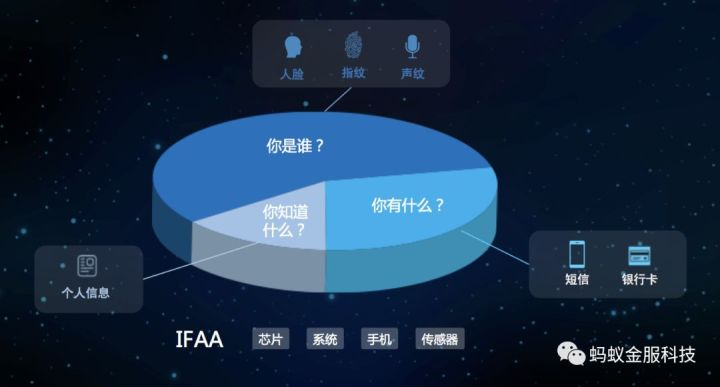 人脸
指纹
声纹
你是谁？
你知道
什么？
你有什么？
个人信息
短信
银行卡
IFAA
芯片
系统
手机
传感器
蚂蚁金服科技